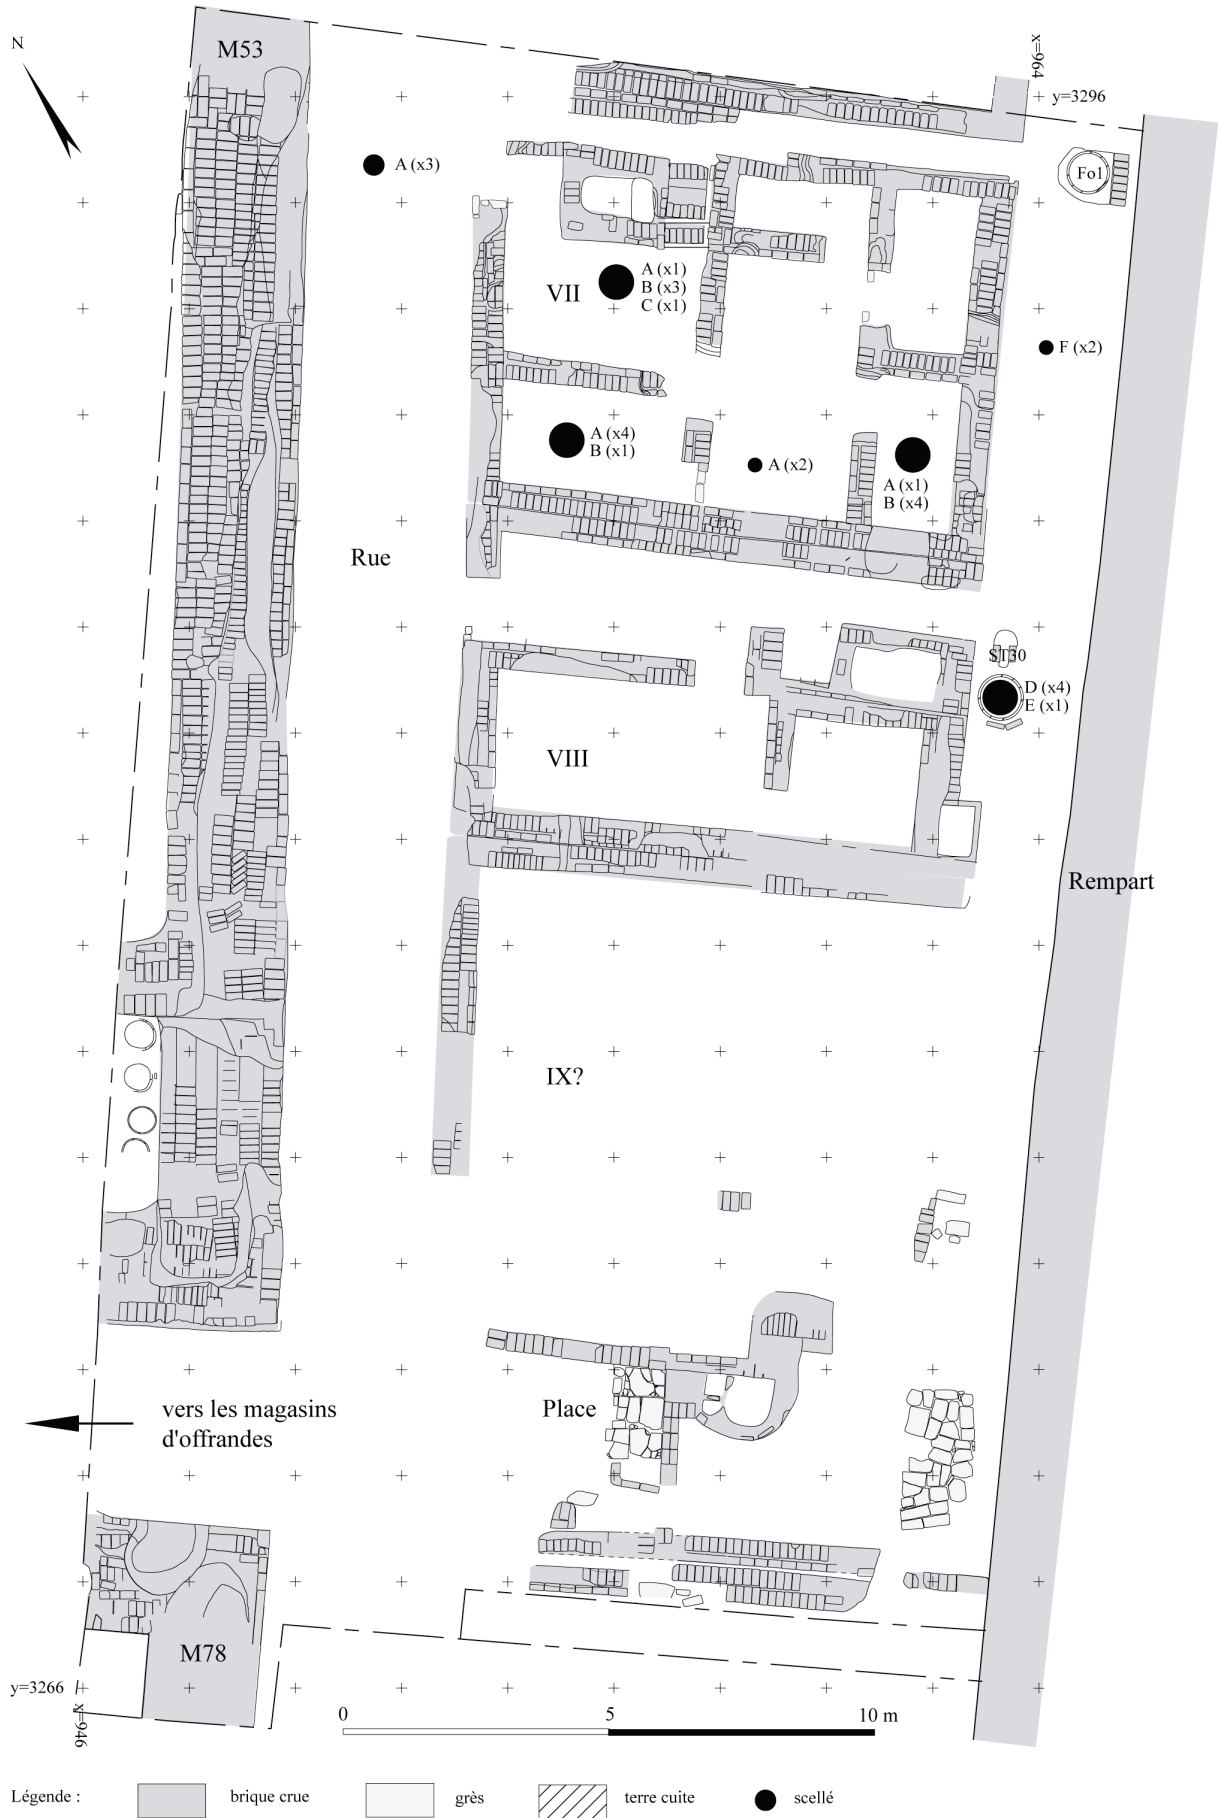 M53
N
x=964
y=3296
A (x3)
Fo1
VII
A (x1)
B (x3)
C (x1)
F (x2)
A (x4)
B (x1)
A (x2)
A (x1)
B (x4)
Rue
ST30
D (x4)
E (x1)
VIII
Rempart
IX?
Place
vers les magasins
d'offrandes
M78
y=3266
x=946
0 5 10 m
Légende : brique crue grès terre cuite scellé